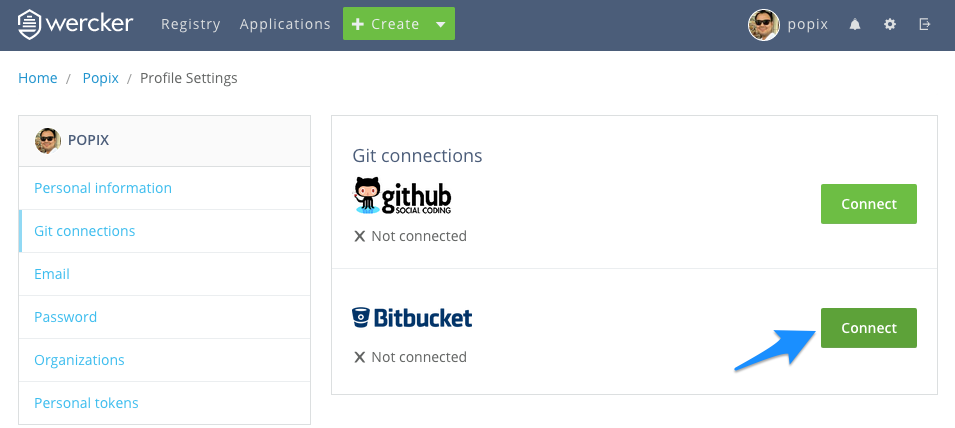 wercker Registry Applications + Create popix
Home / Popix / Profile Settings
POPIX
Personal information
Git connections
Email
Password
Organizations
Personal tokens
Git connections
github
SOCIAL CODING
Connect
Not connected
Bitbucket
Connect
Not connected